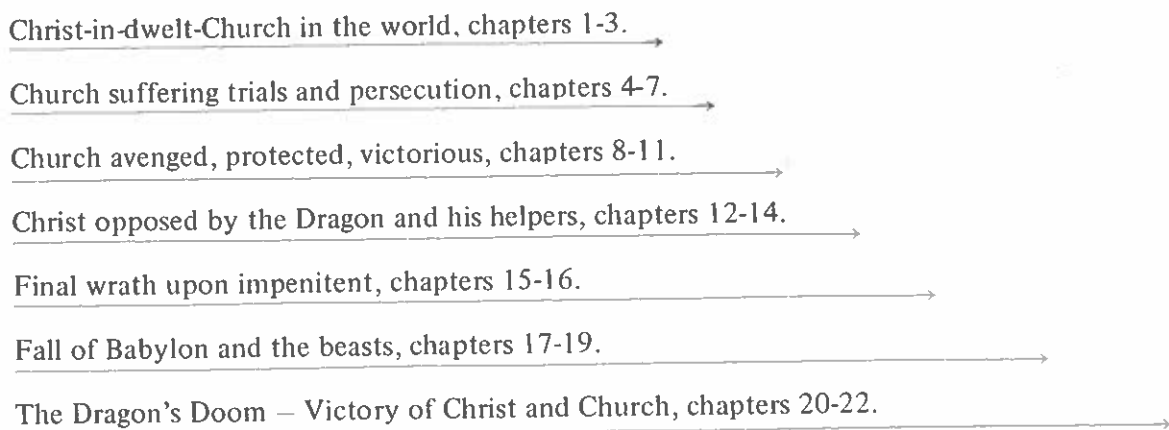 Christ-in-dwelt-Church in the world, chapters 1-3.
Church suffering trials and persecution, chapters 4-7.
Church avenged, protected, victorious, chapters 8-11.
Christ opposed by the Dragon and his helpers, chapters 12-14.
Final wrath upon impenitent, chapters 15-16.
Fall of Babylon and the beasts, chapters 17-19.
The Dragon's Doom – Victory of Christ and Church, chapters 20-22.